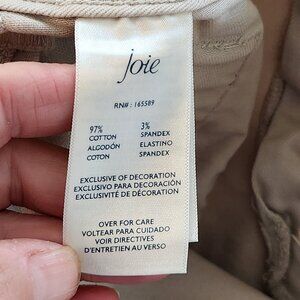 joie
RN#: 165589
97% 3%
COTTON SPANDEX
ALGODÓN ELASTINO
COTON SPANDEX
EXCLUSIVE OF DECORATION
EXCLUSIVO PARA DECORACIÓN
EXCLUSIVITÉ DE DÉCORATION
OVER FOR CARE
VOLTEAR PARA CUIDADO
VOIR DIRECTIVES
D'ENTRETIEN AU VERSO